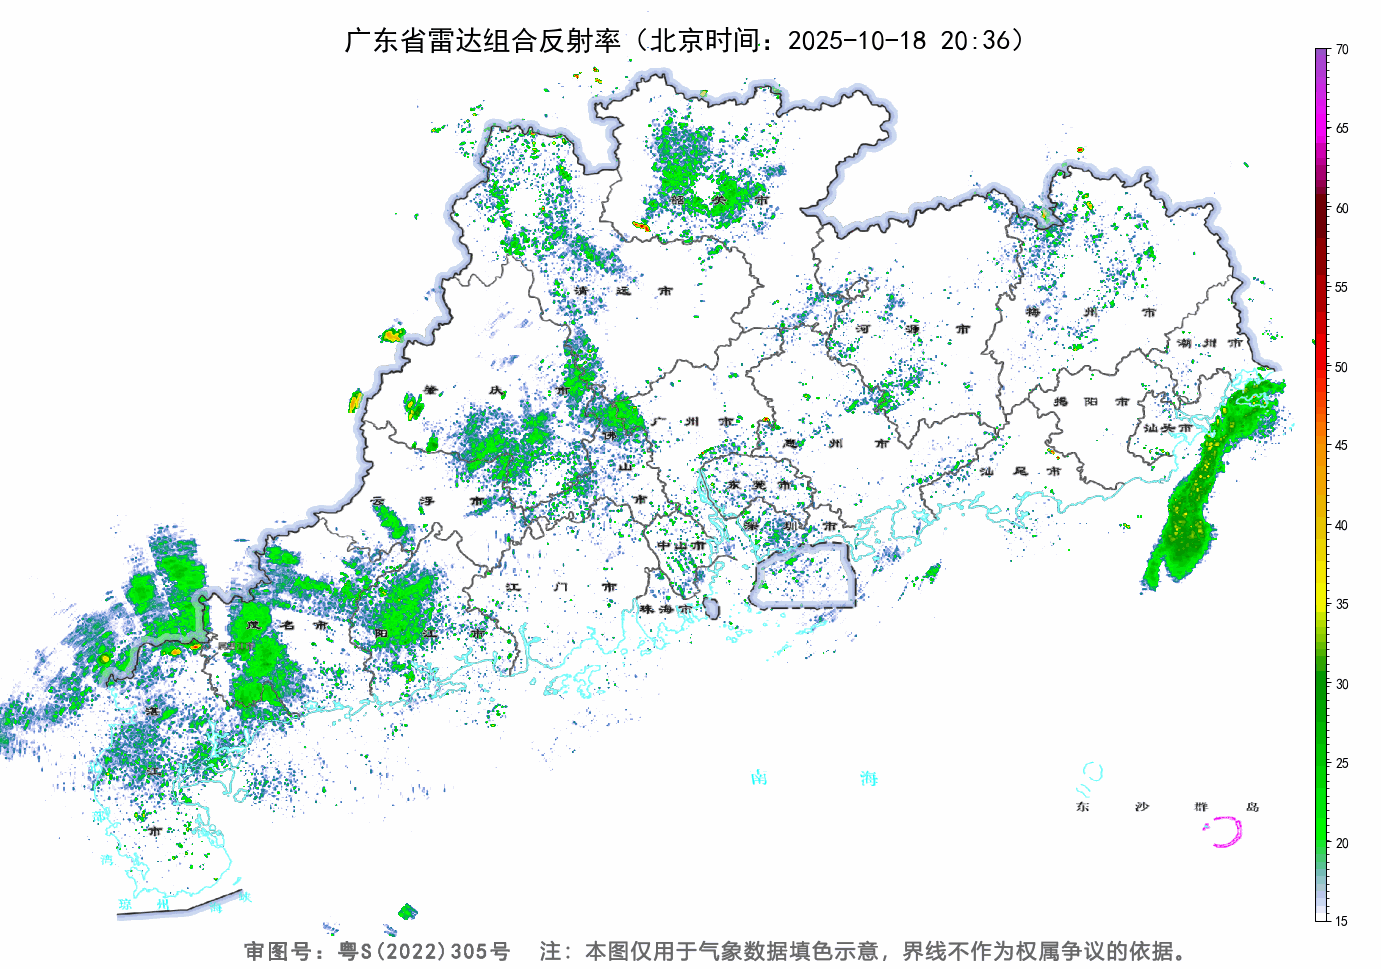 广东省雷达组合反射率（北京时间：2025-10-18 20:36）
70
65
60
55
50
45
40
35
30
25
20
15
韶关市
清远市
河源市
梅州市
潮州市
肇庆市
广州市
惠州市
揭阳市
汕头市
汕尾市
佛山市
云浮市
东莞市
深圳市
中山市
江门市
珠海市
茂名市
阳江市
湛江市
南海
东沙群岛
琼州海峡
审图号：粤S(2022)305号 注：本图仅用于气象数据填色示意，界线不作为权属争议的依据。